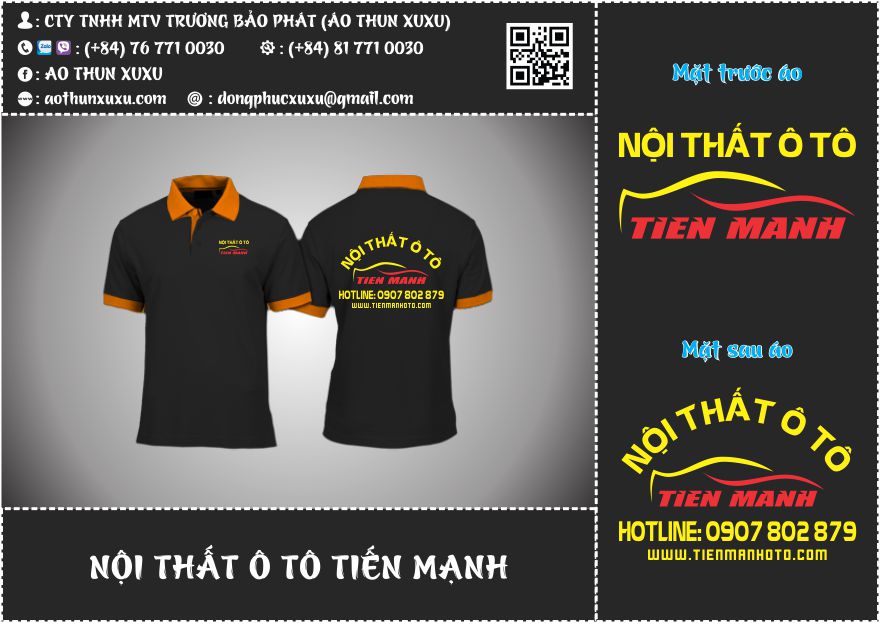 : CTY TNHH MTV TRƯƠNG BẢO PHÁT (ÁO THUN XUXU)
Zalo : (+84) 76 771 0030 : (+84) 81 771 0030
: AO THUN XUXU
www : aothunxuxu.com @ : dongphucxuxu@gmail.com
NỘI THẤT Ô TÔ
TIEN MANH
NỘI THẤT Ô TÔ
TIEN MANH
HOTLINE: 0907 802 879
WWW.TIENMANHOTO.COM
NỘI THẤT Ô TÔ TIẾN MẠNH
Mặt trước áo
NỘI THẤT Ô TÔ
TIEN MANH
Mặt sau áo
NỘI THẤT Ô TÔ
TIEN MANH
HOTLINE: 0907 802 879
WWW.TIENMANHOTO.COM